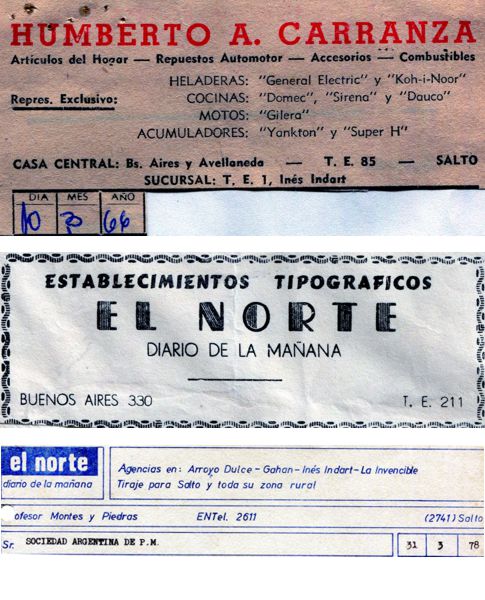 HUMBERTO A. CARRANZA
Artículos del Hogar — Repuestos Automotor — Accesorios — Combustibles
HELADERAS: "General Electric" y "Koh-i-Noor"
Repres. Exclusivo: COCINAS: "Domec", "Sirena" y "Dauco"
MOTOS: "Gilera"
ACUMULADORES: "Yankton" y "Super H"
CASA CENTRAL: Bs. Aires y Avellaneda — T. E. 85 — SALTO
SUCURSAL: T. E. 1, Inés Indart
DIA MES AÑO
10 66
ESTABLECIMIENTOS TIPOGRAFICOS
EL NORTE
DIARIO DE LA MAÑANA
BUENOS AIRES 330 T. E. 211
el norte
diario de la mañana
Agencias en: Arroyo Dulce - Gahan - Inés Indart - La Invencible
Tiraje para Salto y toda su zona rural
ofesor Montes y Piedras ENTel. 2611 (2741) Salto
Sr. SOCIEDAD ARGENTINA DE P.M. 31 3 78